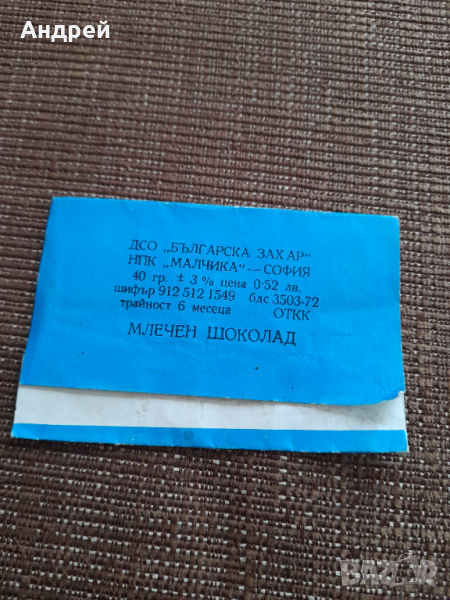 Андрей
ДСО „БЪЛГАРСКА ЗАХАР"
НПК „МАЛЧИКА"—СОФИЯ
40 гр. ± 3% цена 0·52 лв.
шифър 912 512 1549 бдс 3503-72
трайност 6 месеца ОТКК
МЛЕЧЕН ШОКОЛАД
BAZAR